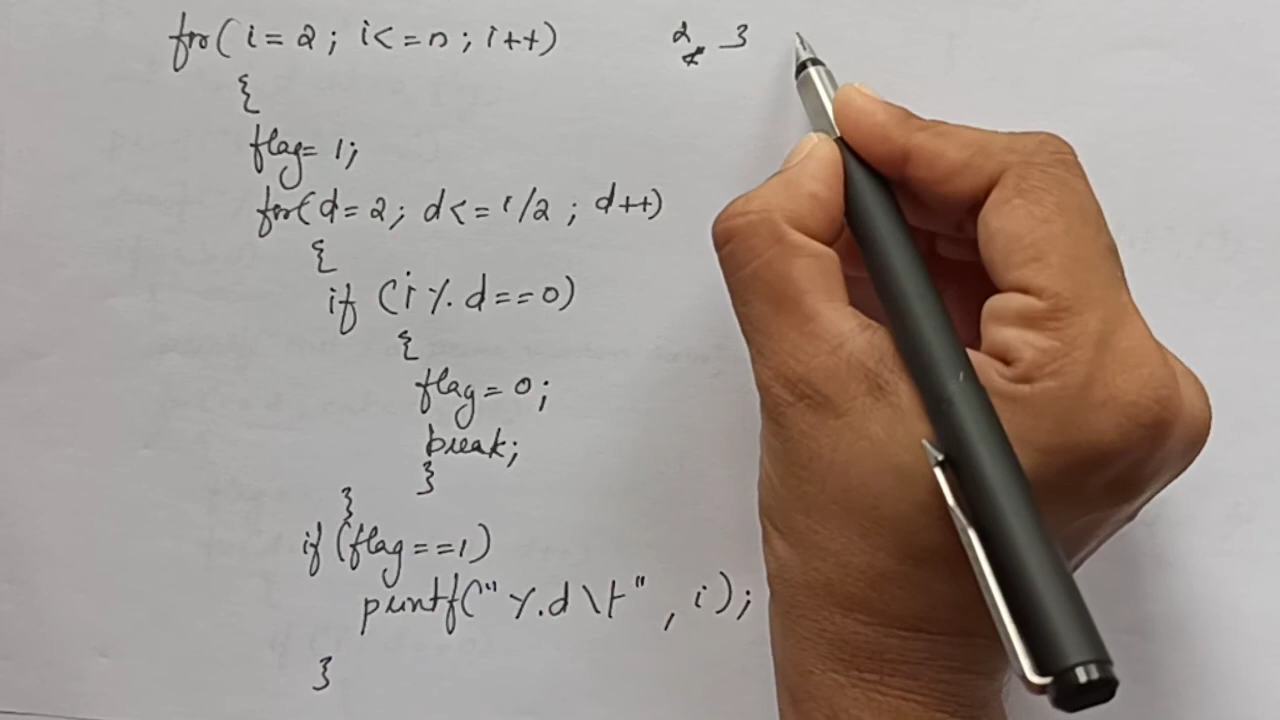 for(i=2; i<=n; i++)
2, 3
{
flag=1;
for(d=2; d<=i/2; d++)
{
if (i%d==0)
{
flag=0;
break;
}
}
if (flag==1)
printf("%d\t", i);
}